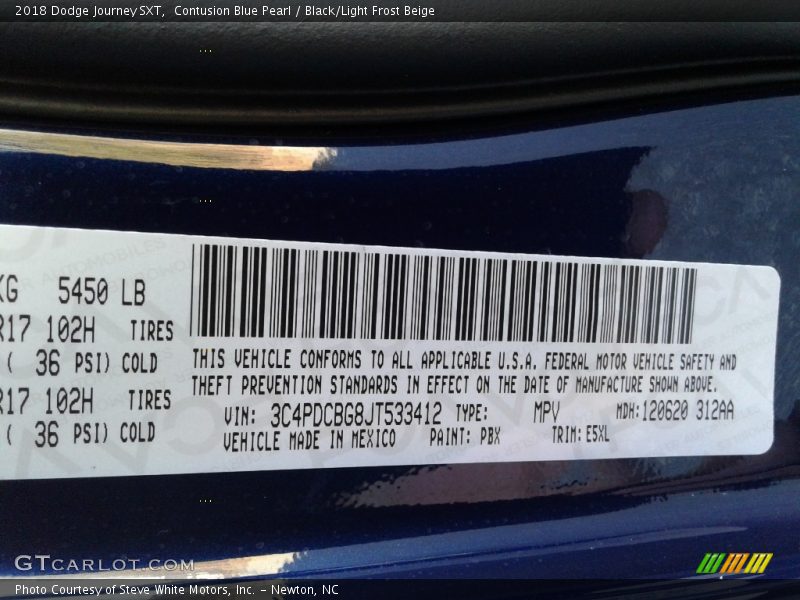 2018 Dodge Journey SXT,  Contusion Blue Pearl / Black/Light Frost Beige
KG 5450 LB
R17 102H TIRES
( 36 PSI) COLD
R17 102H TIRES
( 36 PSI) COLD
THIS VEHICLE CONFORMS TO ALL APPLICABLE U.S.A. FEDERAL MOTOR VEHICLE SAFETY AND
THEFT PREVENTION STANDARDS IN EFFECT ON THE DATE OF MANUFACTURE SHOWN ABOVE.
VIN: 3C4PDCBG8JT533412 TYPE: MPV MDH:120620 312AA
VEHICLE MADE IN MEXICO PAINT: PBX TRIM: E5XL
GTCARLOT.COM
Photo Courtesy of Steve White Motors, Inc. – Newton, NC